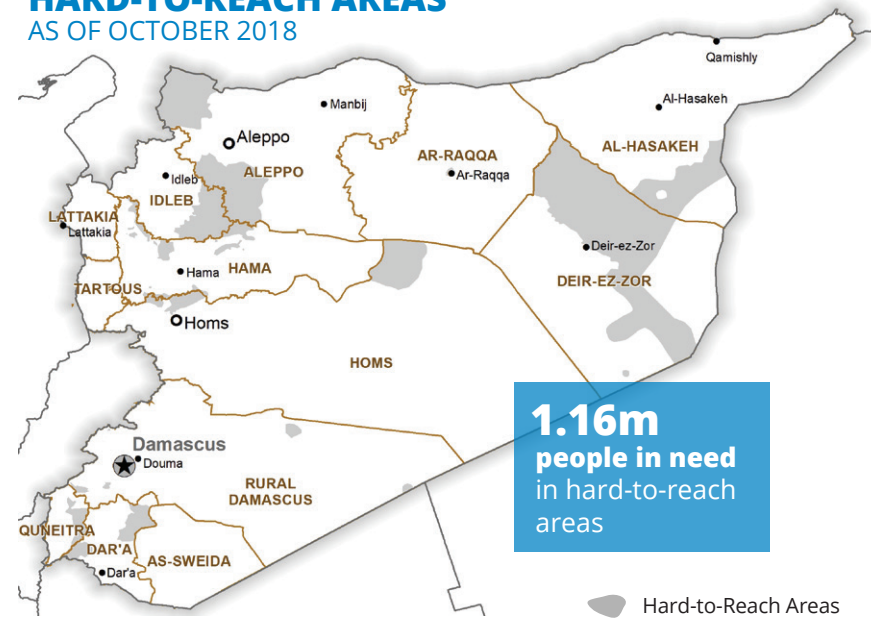 HARD-TO-REACH AREAS
AS OF OCTOBER 2018
Qamishly
Manbij
Al-Hasakeh
Aleppo
AL-HASAKEH
AR-RAQQA
ALEPPO
Ar-Raqqa
Idleb
IDLEB
LATTAKIA
Lattakia
Deir-ez-Zor
Hama
HAMA
DEIR-EZ-ZOR
TARTOUS
Homs
HOMS
1.16m
people in need
in hard-to-reach
areas
Damascus
Douma
RURAL
DAMASCUS
QUNEITRA
DAR'A
AS-SWEIDA
Dar'a
Hard-to-Reach Areas